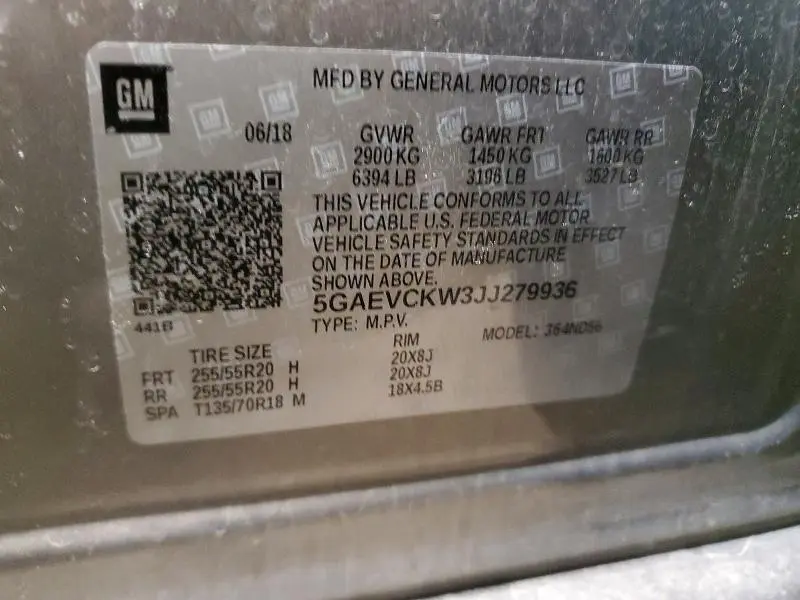 GM
MFD BY GENERAL MOTORS LLC
06/18 GVWR GAWR FRT GAWR RR
2900 KG 1450 KG 1600 KG
6394 LB 3196 LB 3527 LB
THIS VEHICLE CONFORMS TO ALL
APPLICABLE U.S. FEDERAL MOTOR
VEHICLE SAFETY STANDARDS IN EFFECT
ON THE DATE OF MANUFACTURE
SHOWN ABOVE.
5GAEVCKW3JJ279936
441B
TYPE: M.P.V. MODEL:
TIRE SIZE RIM
FRT 255/55R20 H 20X8J
RR 255/55R20 H 20X8J
SPA T135/70R18 M 18X4.5B